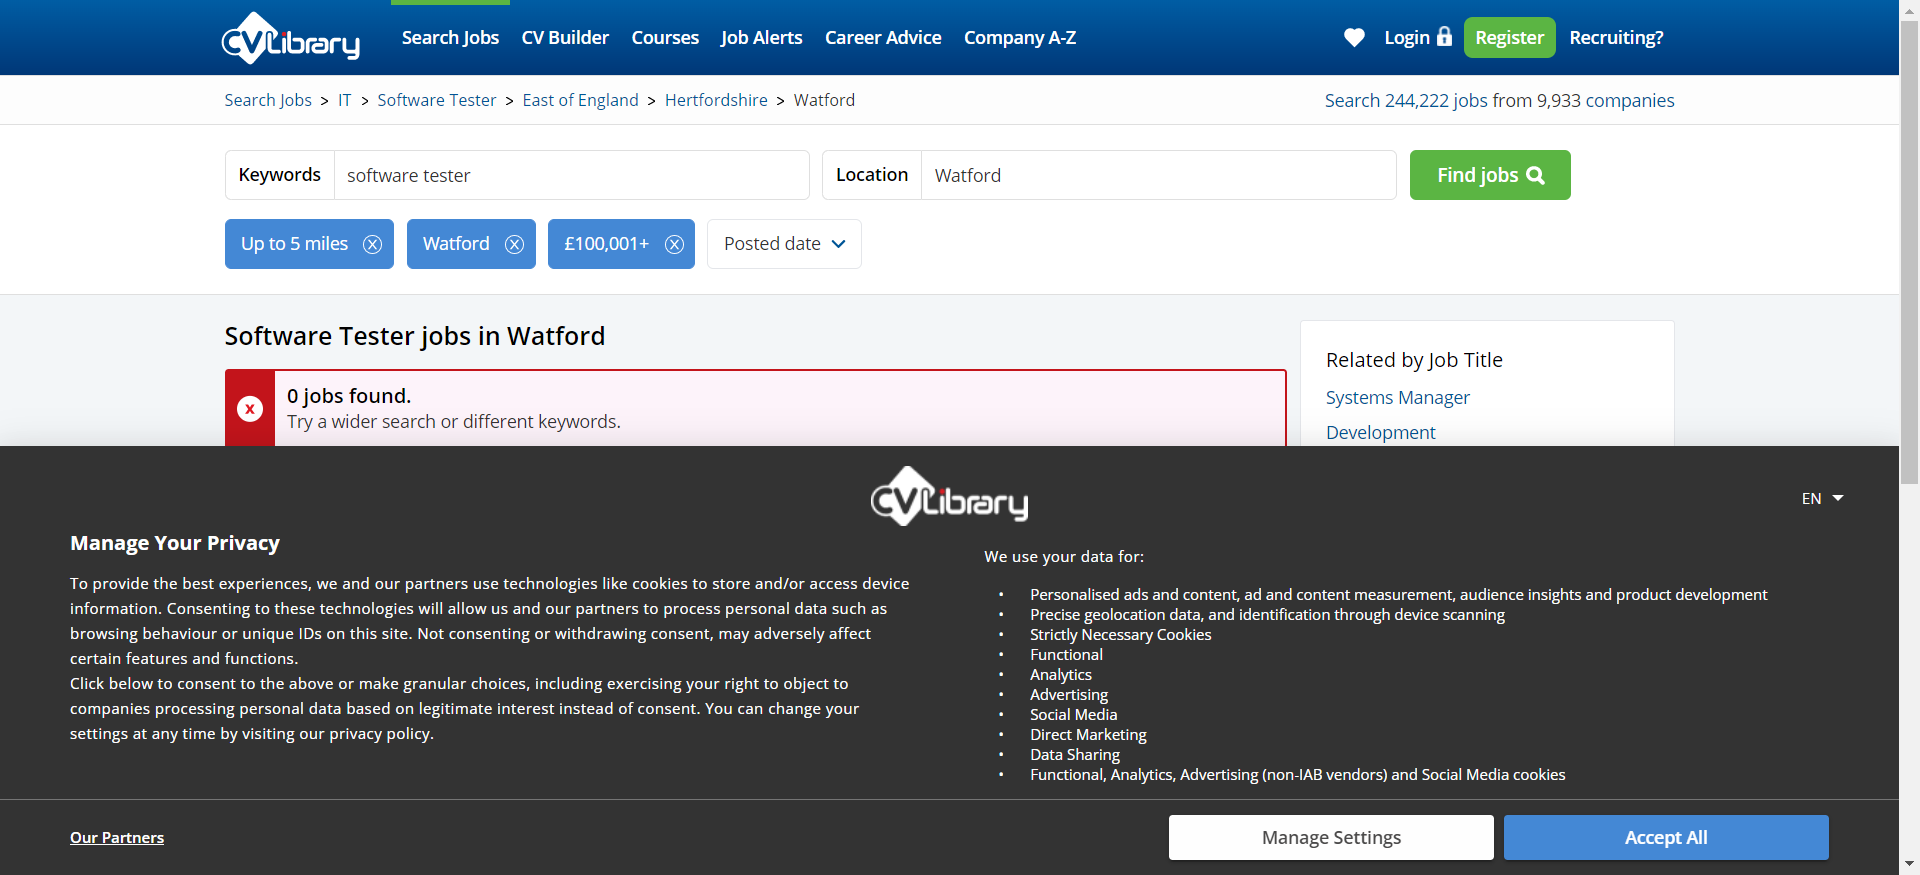 CVLibrary
Search Jobs CV Builder Courses Job Alerts Career Advice Company A-Z Login Register Recruiting?
Search Jobs > IT > Software Tester > East of England > Hertfordshire > Watford
Search 244,222 jobs from 9,933 companies
Keywords software tester Location Watford Find jobs
Up to 5 miles Watford £100,001+ Posted date
Software Tester jobs in Watford
0 jobs found.
Try a wider search or different keywords.
Related by Job Title
Systems Manager
Development
CVLibrary
EN
Manage Your Privacy
To provide the best experiences, we and our partners use technologies like cookies to store and/or access device
information. Consenting to these technologies will allow us and our partners to process personal data such as
browsing behaviour or unique IDs on this site. Not consenting or withdrawing consent, may adversely affect
certain features and functions.
Click below to consent to the above or make granular choices, including exercising your right to object to
companies processing personal data based on legitimate interest instead of consent. You can change your
settings at any time by visiting our privacy policy.
We use your data for:
• Personalised ads and content, ad and content measurement, audience insights and product development
• Precise geolocation data, and identification through device scanning
• Strictly Necessary Cookies
• Functional
• Analytics
• Advertising
• Social Media
• Direct Marketing
• Data Sharing
• Functional, Analytics, Advertising (non-IAB vendors) and Social Media cookies
Our Partners
Manage Settings
Accept All